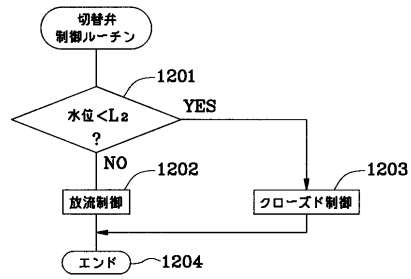 切替弁
制御ルーチン
1201
水位<L2
?
YES
NO
1202
放流制御
1203
クローズド制御
エンド
1204